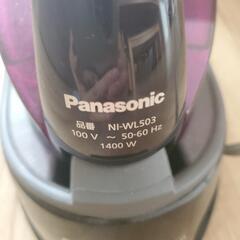 Panasonic
品番 NI-WL503
100 V ～ 50-60 Hz
1400 W